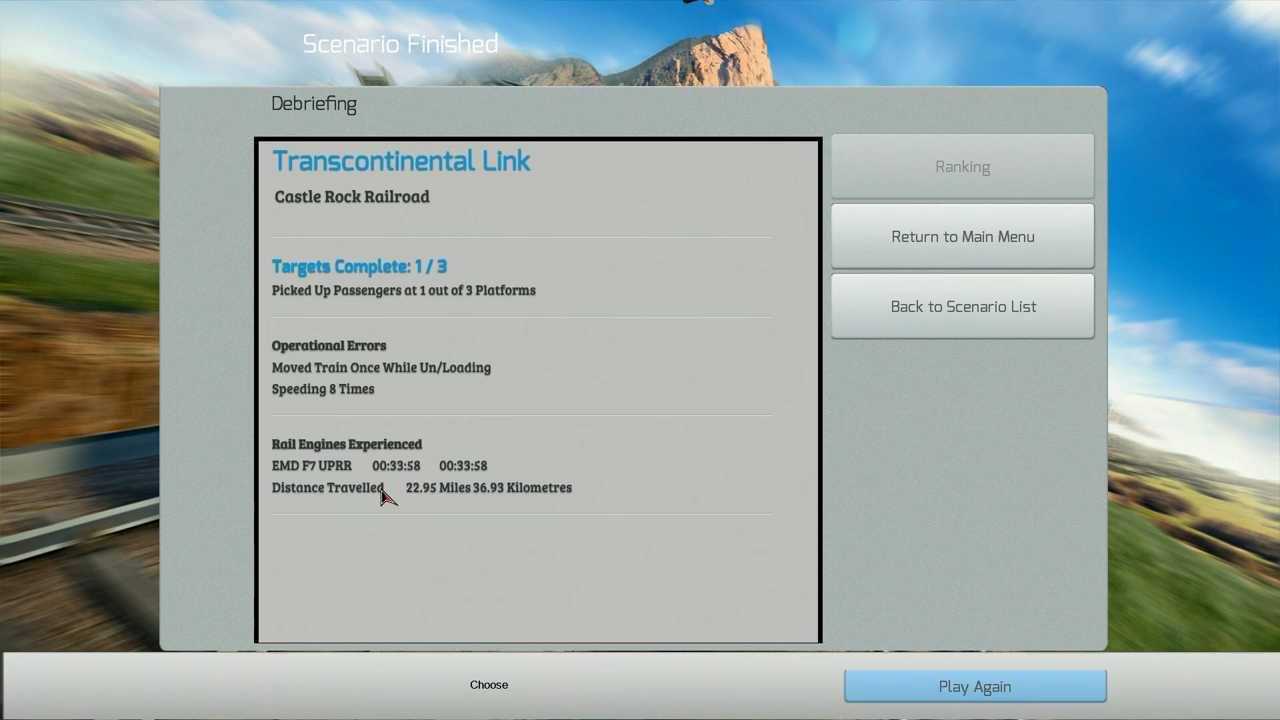 Scenario Finished
Debriefing
Transcontinental Link
Castle Rock Railroad
Targets Complete: 1 / 3
Picked Up Passengers at 1 out of 3 Platforms
Operational Errors
Moved Train Once While Un/Loading
Speeding 8 Times
Rail Engines Experienced
EMD F7 UPRR 00:33:58 00:33:58
Distance Travelled 22.95 Miles 36.93 Kilometres
Ranking
Return to Main Menu
Back to Scenario List
Choose
Play Again